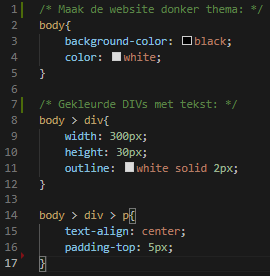 1 /* Maak de website donker thema: */
2 body{
3     background-color: black;
4     color: white;
5 }
6
7 /* Gekleurde DIVs met tekst: */
8 body > div{
9     width: 300px;
10     height: 30px;
11     outline: white solid 2px;
12 }
13
14 body > div > p{
15     text-align: center;
16     padding-top: 5px;
17 }